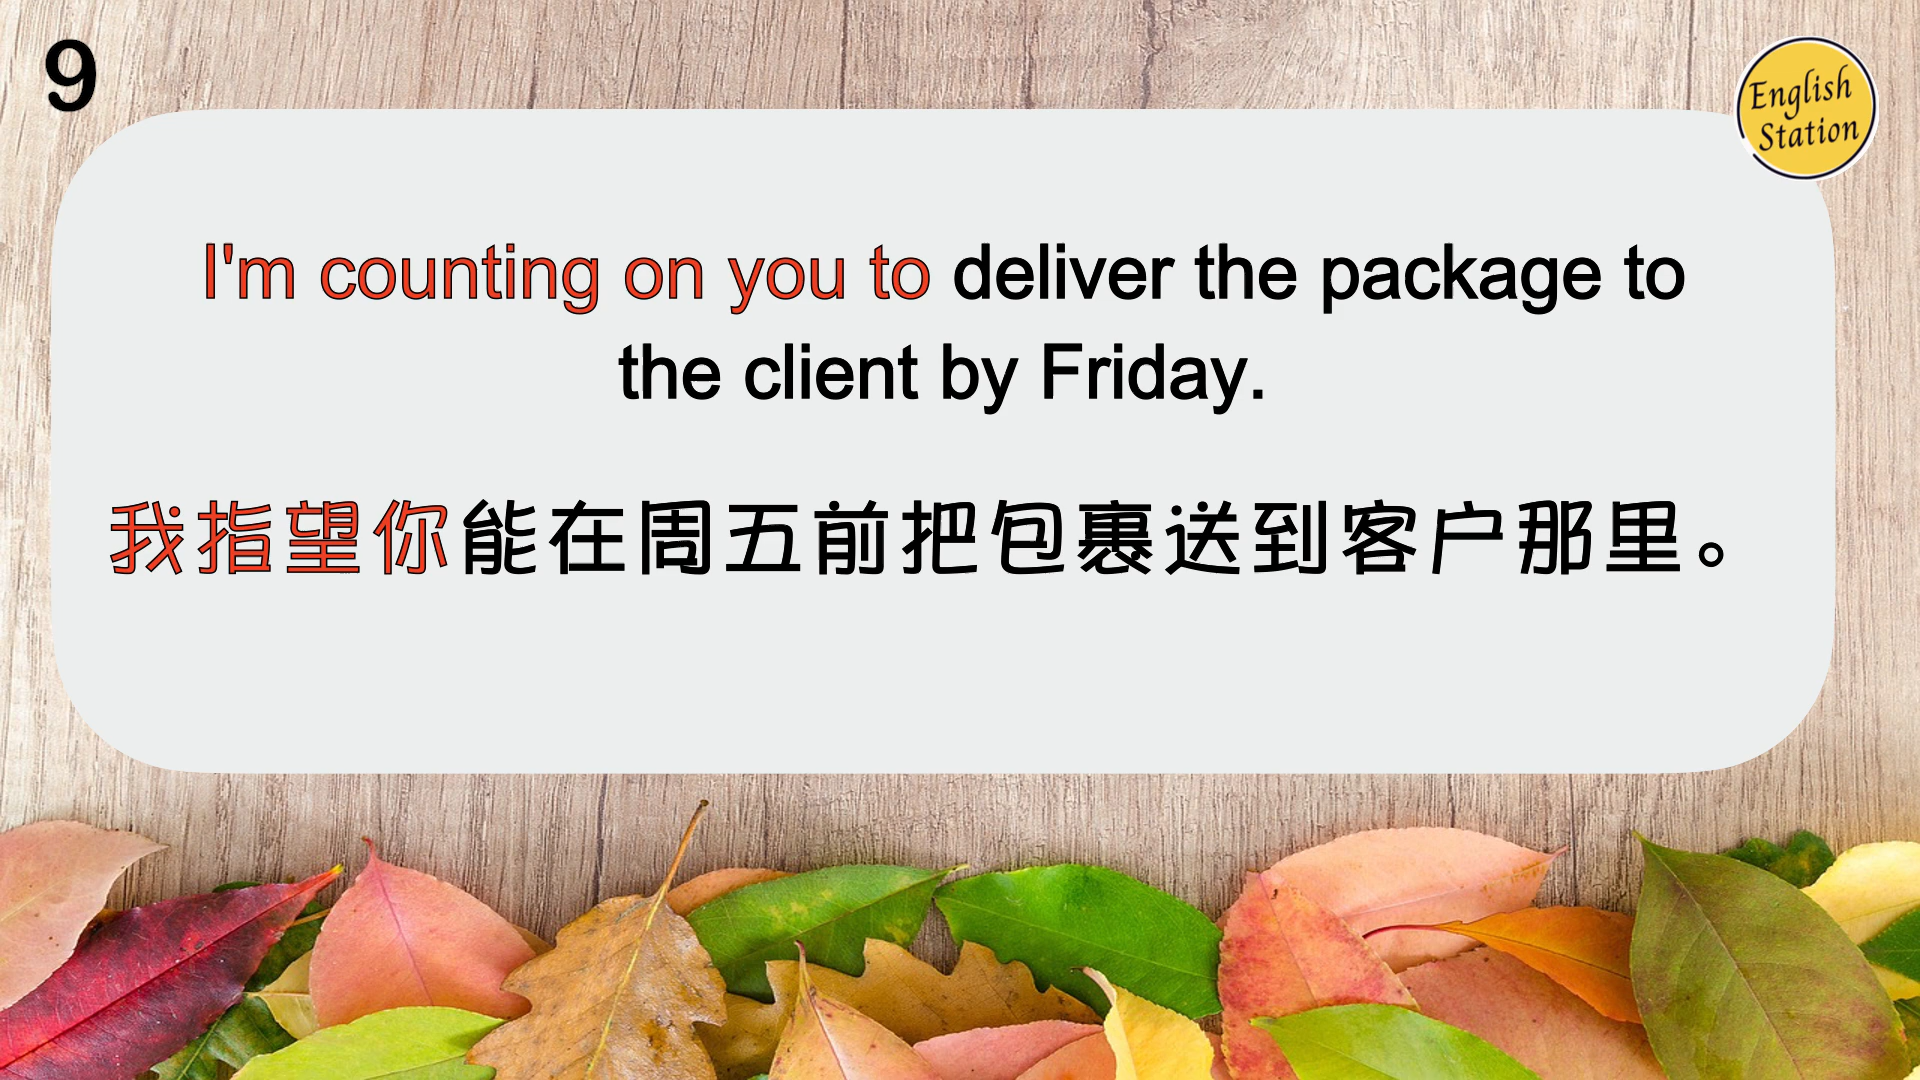 9
English
Station
I'm counting on you to deliver the package to
the client by Friday.
我指望你能在周五前把包裹送到客户那里。